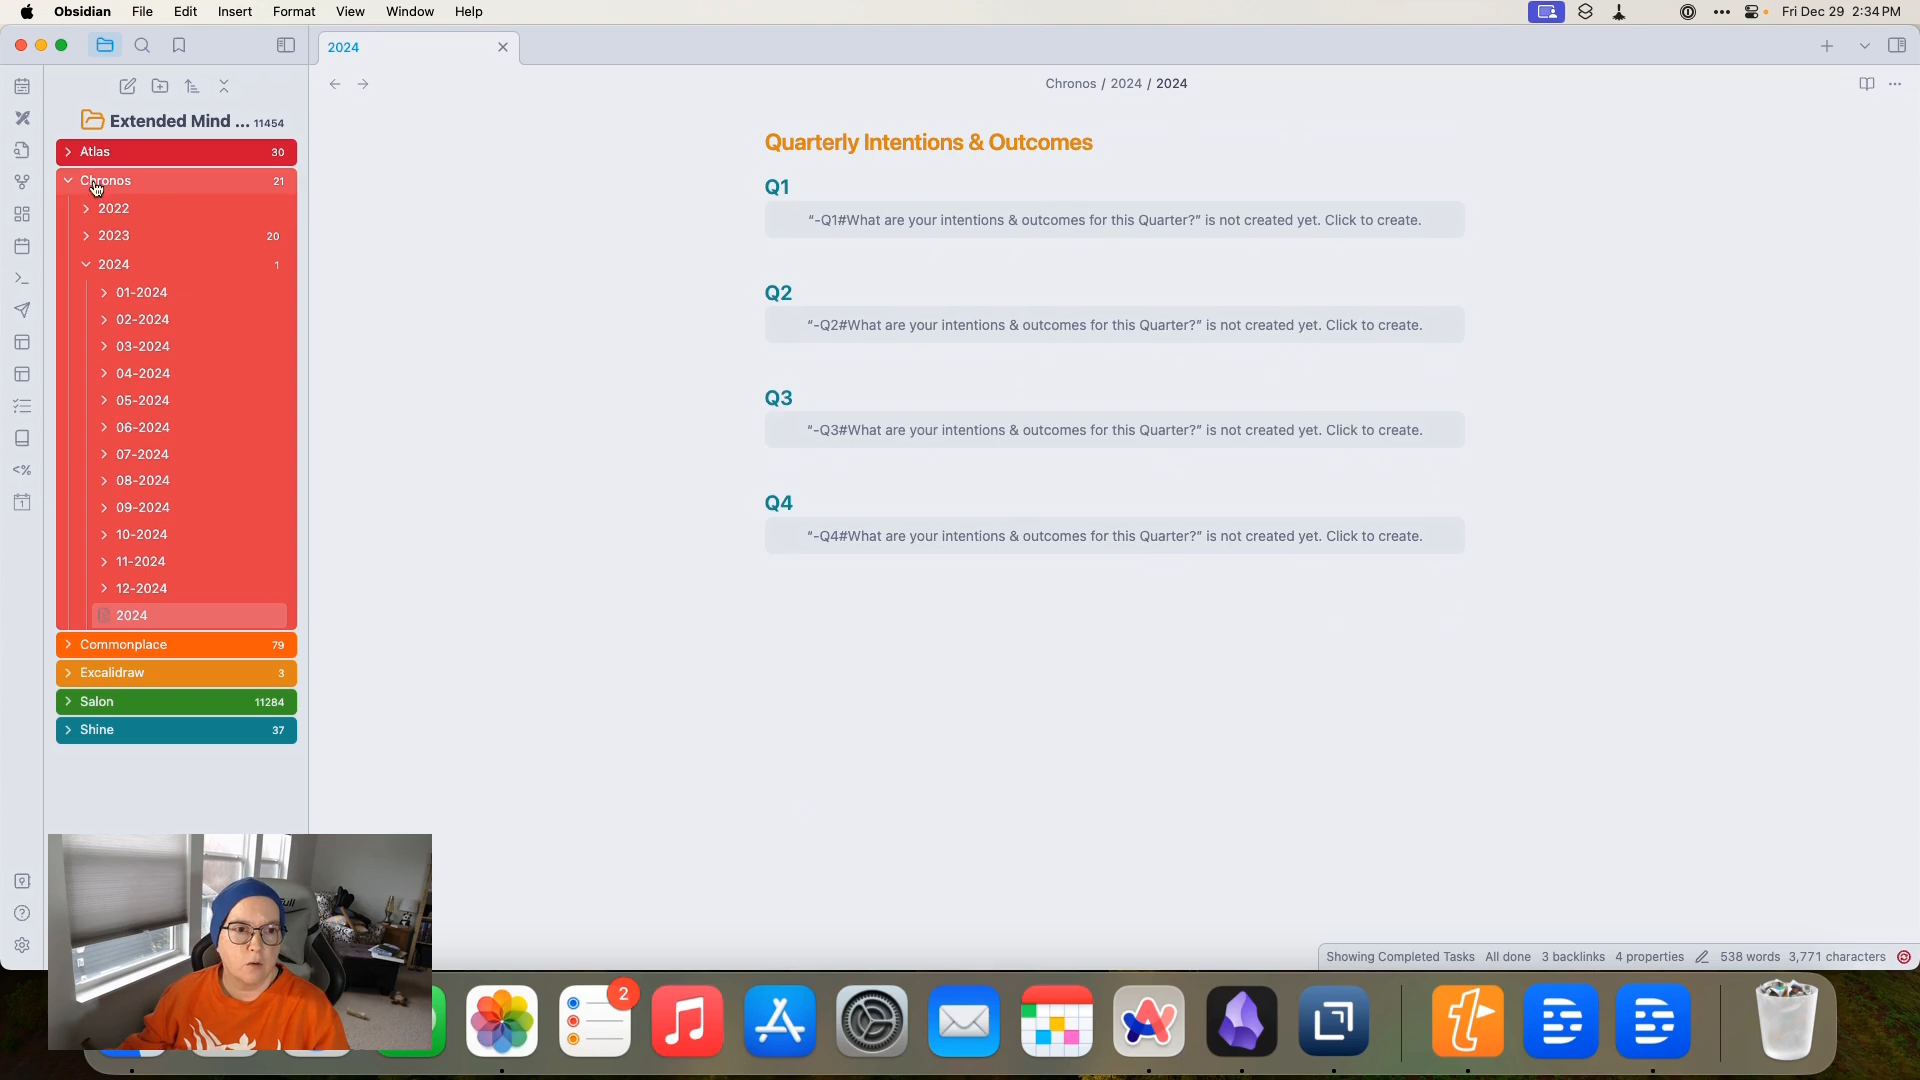 Obsidian File Edit Insert Format View Window Help
Fri Dec 29 2:34 PM
2024
Chronos / 2024 / 2024
Extended Mind ... 11454
Atlas 30
Chronos 21
2022
2023 20
2024 1
01-2024
02-2024
03-2024
04-2024
05-2024
06-2024
07-2024
08-2024
09-2024
10-2024
11-2024
12-2024
2024
Commonplace 79
Excalidraw 3
Salon 11284
Shine 37
Quarterly Intentions & Outcomes
Q1
“-Q1#What are your intentions & outcomes for this Quarter?” is not created yet. Click to create.
Q2
“-Q2#What are your intentions & outcomes for this Quarter?” is not created yet. Click to create.
Q3
“-Q3#What are your intentions & outcomes for this Quarter?” is not created yet. Click to create.
Q4
“-Q4#What are your intentions & outcomes for this Quarter?” is not created yet. Click to create.
Showing Completed Tasks All done 3 backlinks 4 properties 538 words 3,771 characters
2